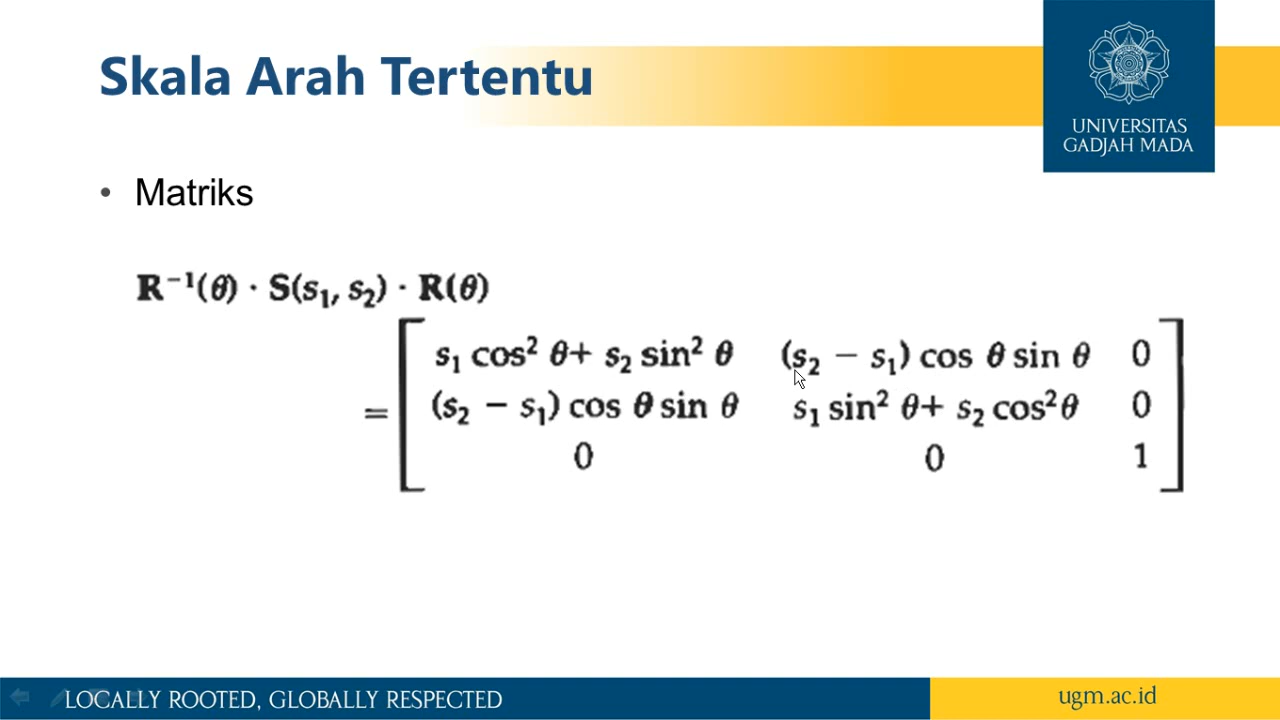 Skala Arah Tertentu
UNIVERSITAS
GADJAH MADA
• Matriks
R⁻¹(θ) · S(s₁, s₂) · R(θ)
= [ s₁ cos² θ+ s₂ sin² θ (s₂ − s₁) cos θ sin θ 0
(s₂ − s₁) cos θ sin θ s₁ sin² θ+ s₂ cos²θ 0
0 0 1 ]
LOCALLY ROOTED, GLOBALLY RESPECTED
ugm.ac.id